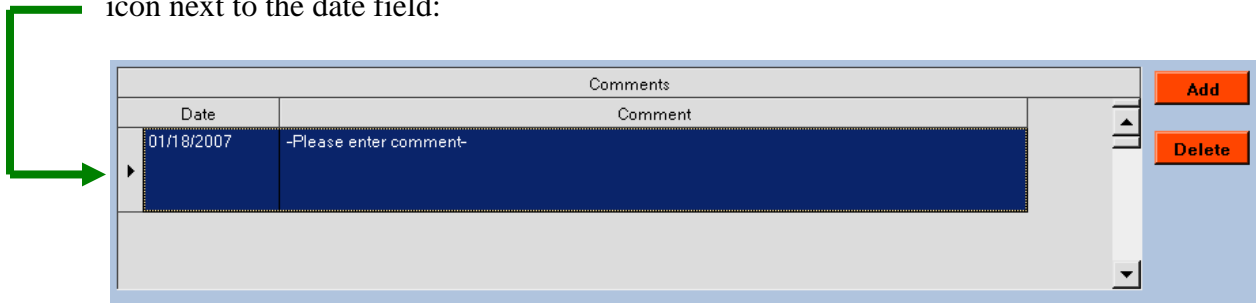 icon next to the date field:
Comments
Add
Date Comment
01/18/2007 -Please enter comment-
Delete